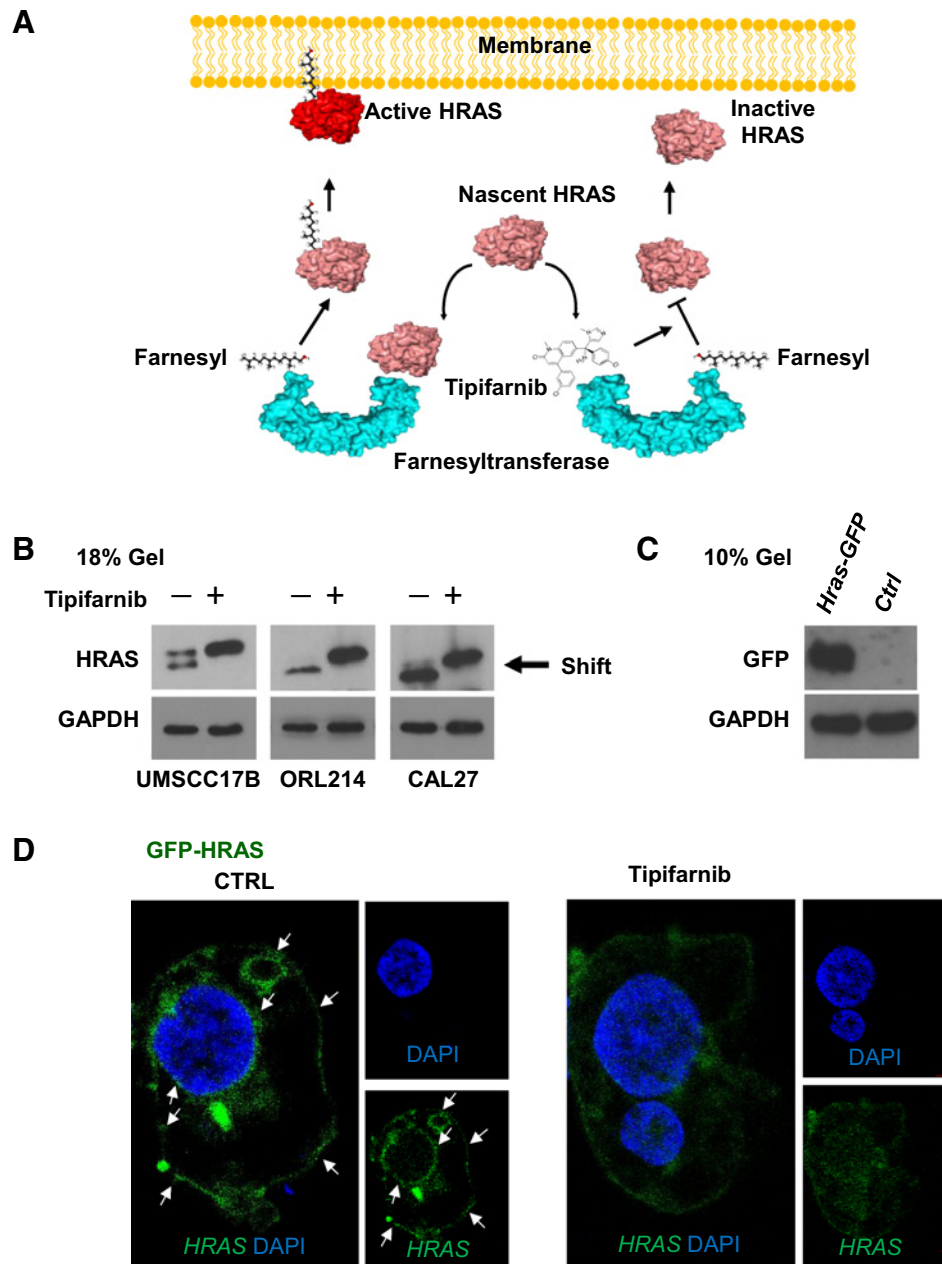 A
Membrane
Active HRAS
Inactive
HRAS
Nascent HRAS
Farnesyl
Tipifarnib
Farnesyl
Farnesyltransferase
B
18% Gel
Tipifarnib — + — + — +
HRAS
Shift
GAPDH
UMSCC17B ORL214 CAL27
C
10% Gel
Hras-GFP
Ctrl
GFP
GAPDH
D
GFP-HRAS
CTRL
DAPI
HRAS DAPI
HRAS
Tipifarnib
DAPI
HRAS DAPI
HRAS